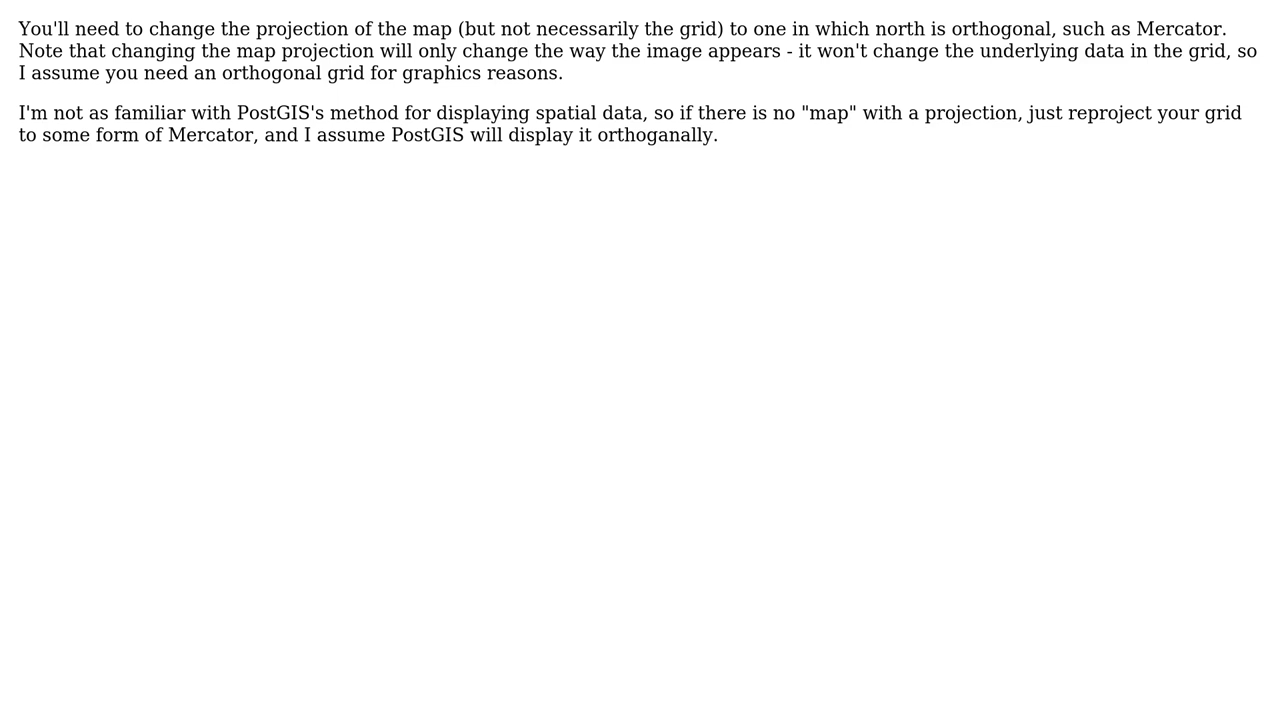 You'll need to change the projection of the map (but not necessarily the grid) to one in which north is orthogonal, such as Mercator.
Note that changing the map projection will only change the way the image appears - it won't change the underlying data in the grid, so
I assume you need an orthogonal grid for graphics reasons.
I'm not as familiar with PostGIS's method for displaying spatial data, so if there is no "map" with a projection, just reproject your grid
to some form of Mercator, and I assume PostGIS will display it orthoganally.